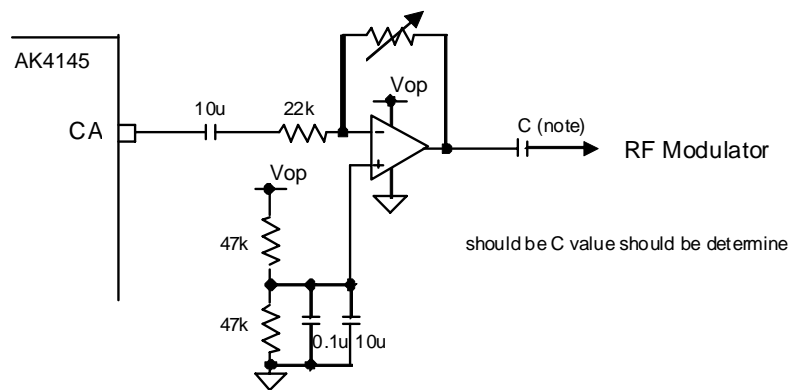 AK4145
Vop
10u
22k
CA
−
+
C (note)
RF Modulator
Vop
47k
should be C value should be determine
47k
0.1u
10u